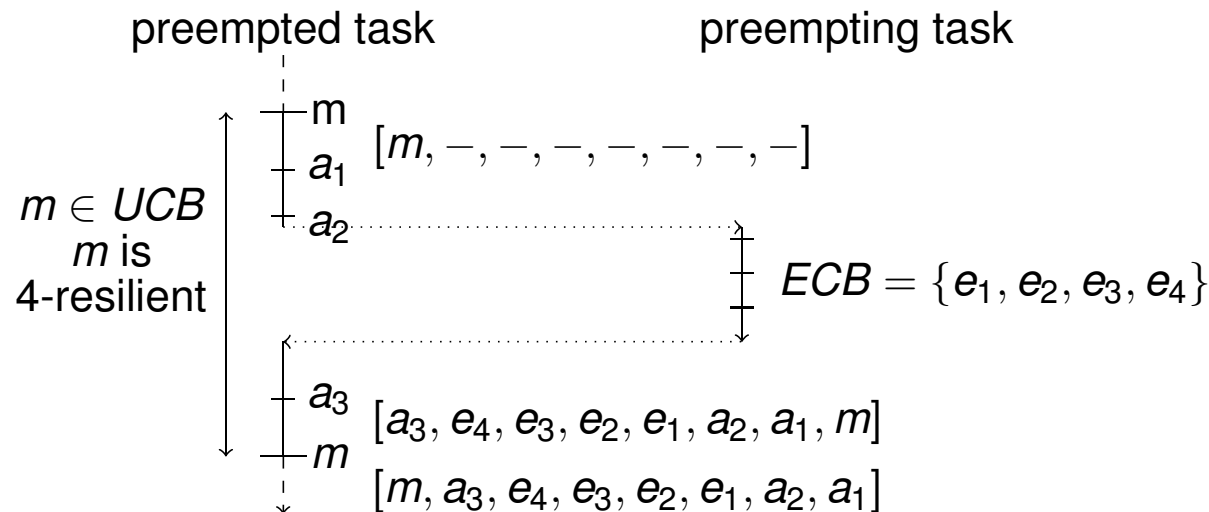 preempted task
preempting task
m
[m, −, −, −, −, −, −, −]
a₁
a₂
m ∈ UCB
m is
4-resilient
ECB = {e₁, e₂, e₃, e₄}
a₃
[a₃, e₄, e₃, e₂, e₁, a₂, a₁, m]
m
[m, a₃, e₄, e₃, e₂, e₁, a₂, a₁]